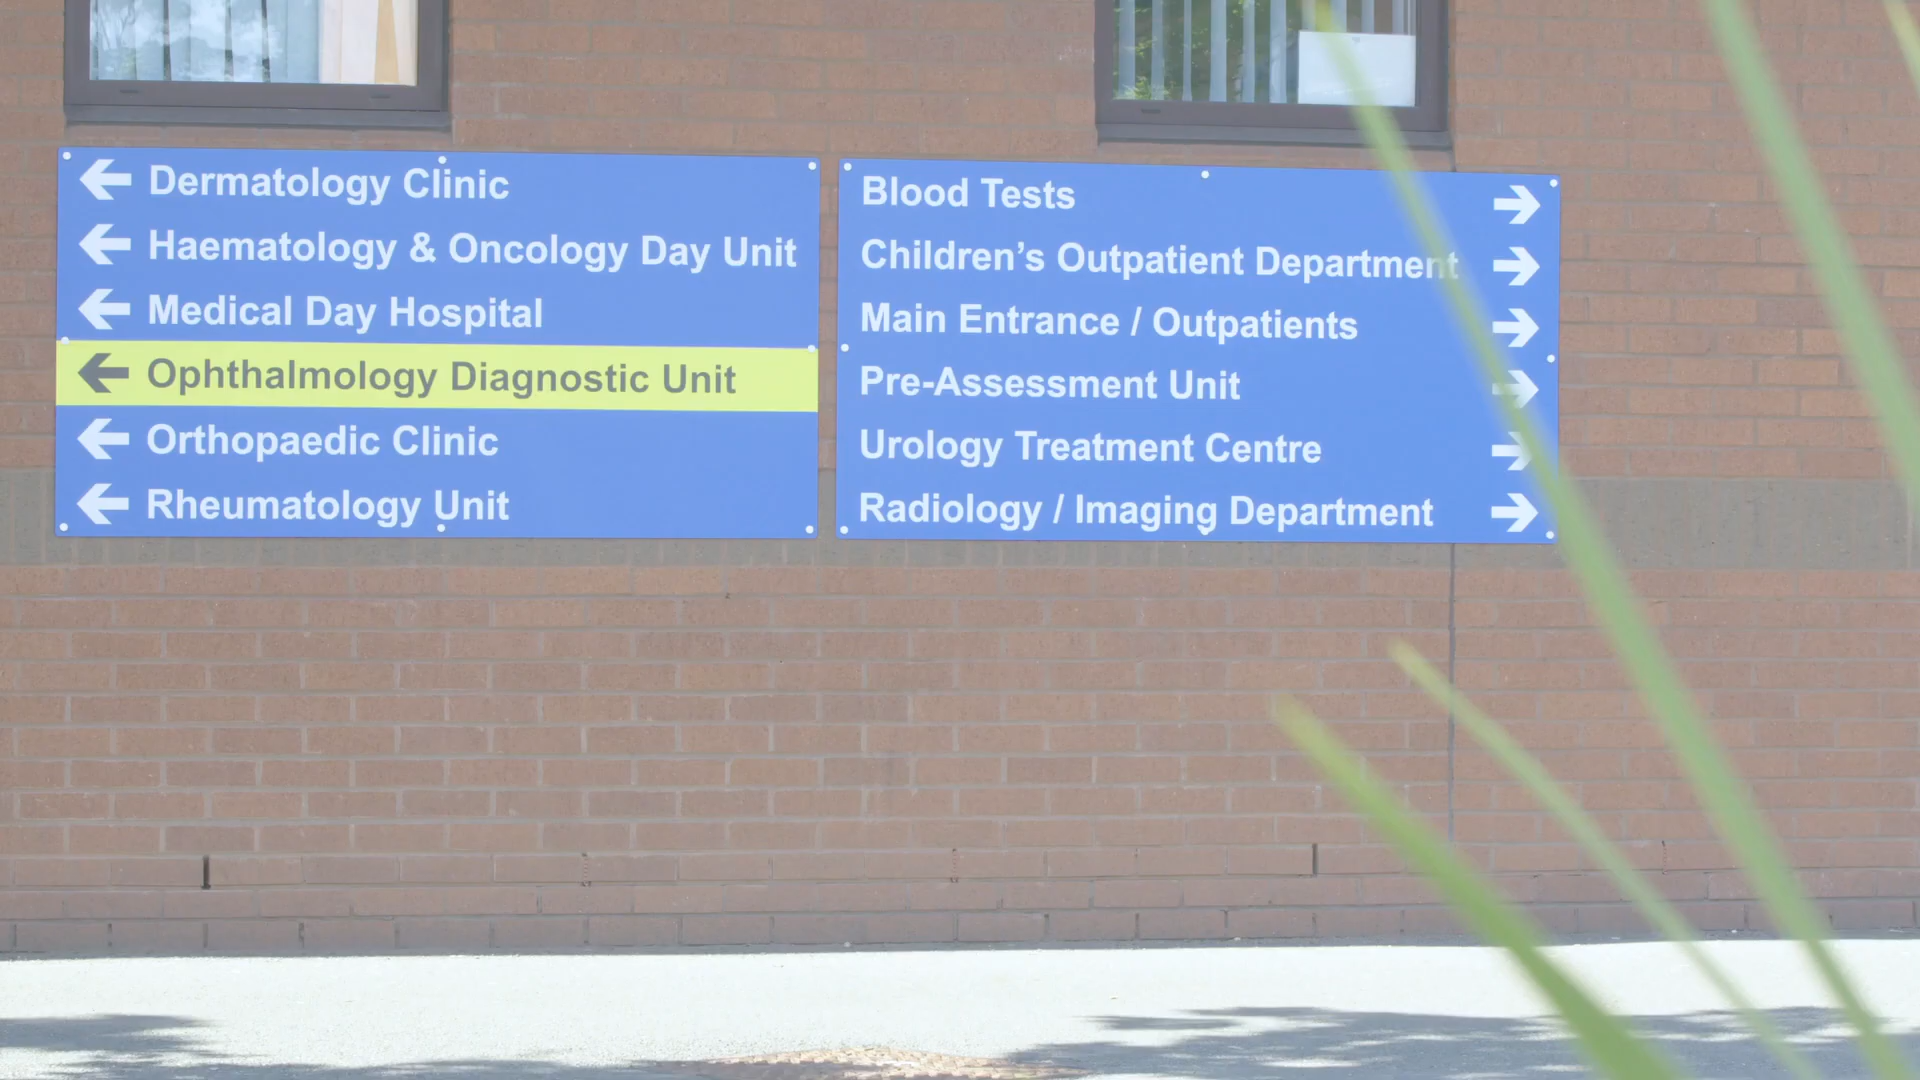 Dermatology Clinic
Haematology & Oncology Day Unit
Medical Day Hospital
Ophthalmology Diagnostic Unit
Orthopaedic Clinic
Rheumatology Unit
Blood Tests
Children’s Outpatient Department
Main Entrance / Outpatients
Pre-Assessment Unit
Urology Treatment Centre
Radiology / Imaging Department